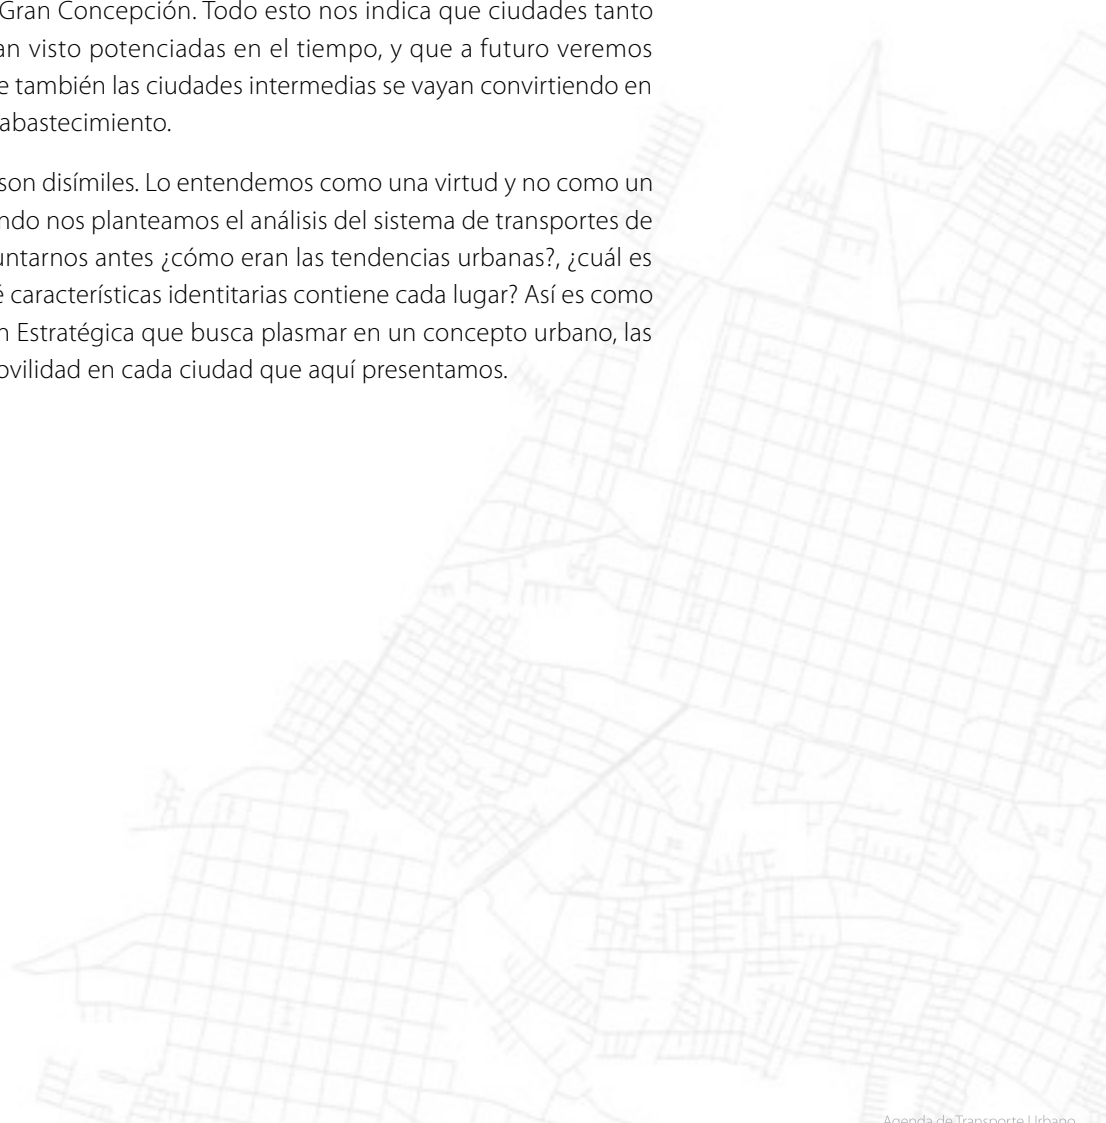 Gran Concepción. Todo esto nos indica que ciudades tanto
an visto potenciadas en el tiempo, y que a futuro veremos
e también las ciudades intermedias se vayan convirtiendo en
abastecimiento.
son disímiles. Lo entendemos como una virtud y no como un
ndo nos planteamos el análisis del sistema de transportes de
untarnos antes ¿cómo eran las tendencias urbanas?, ¿cuál es
é características identitarias contiene cada lugar? Así es como
n Estratégica que busca plasmar en un concepto urbano, las
ovilidad en cada ciudad que aquí presentamos.
Agenda de Transporte Urbano